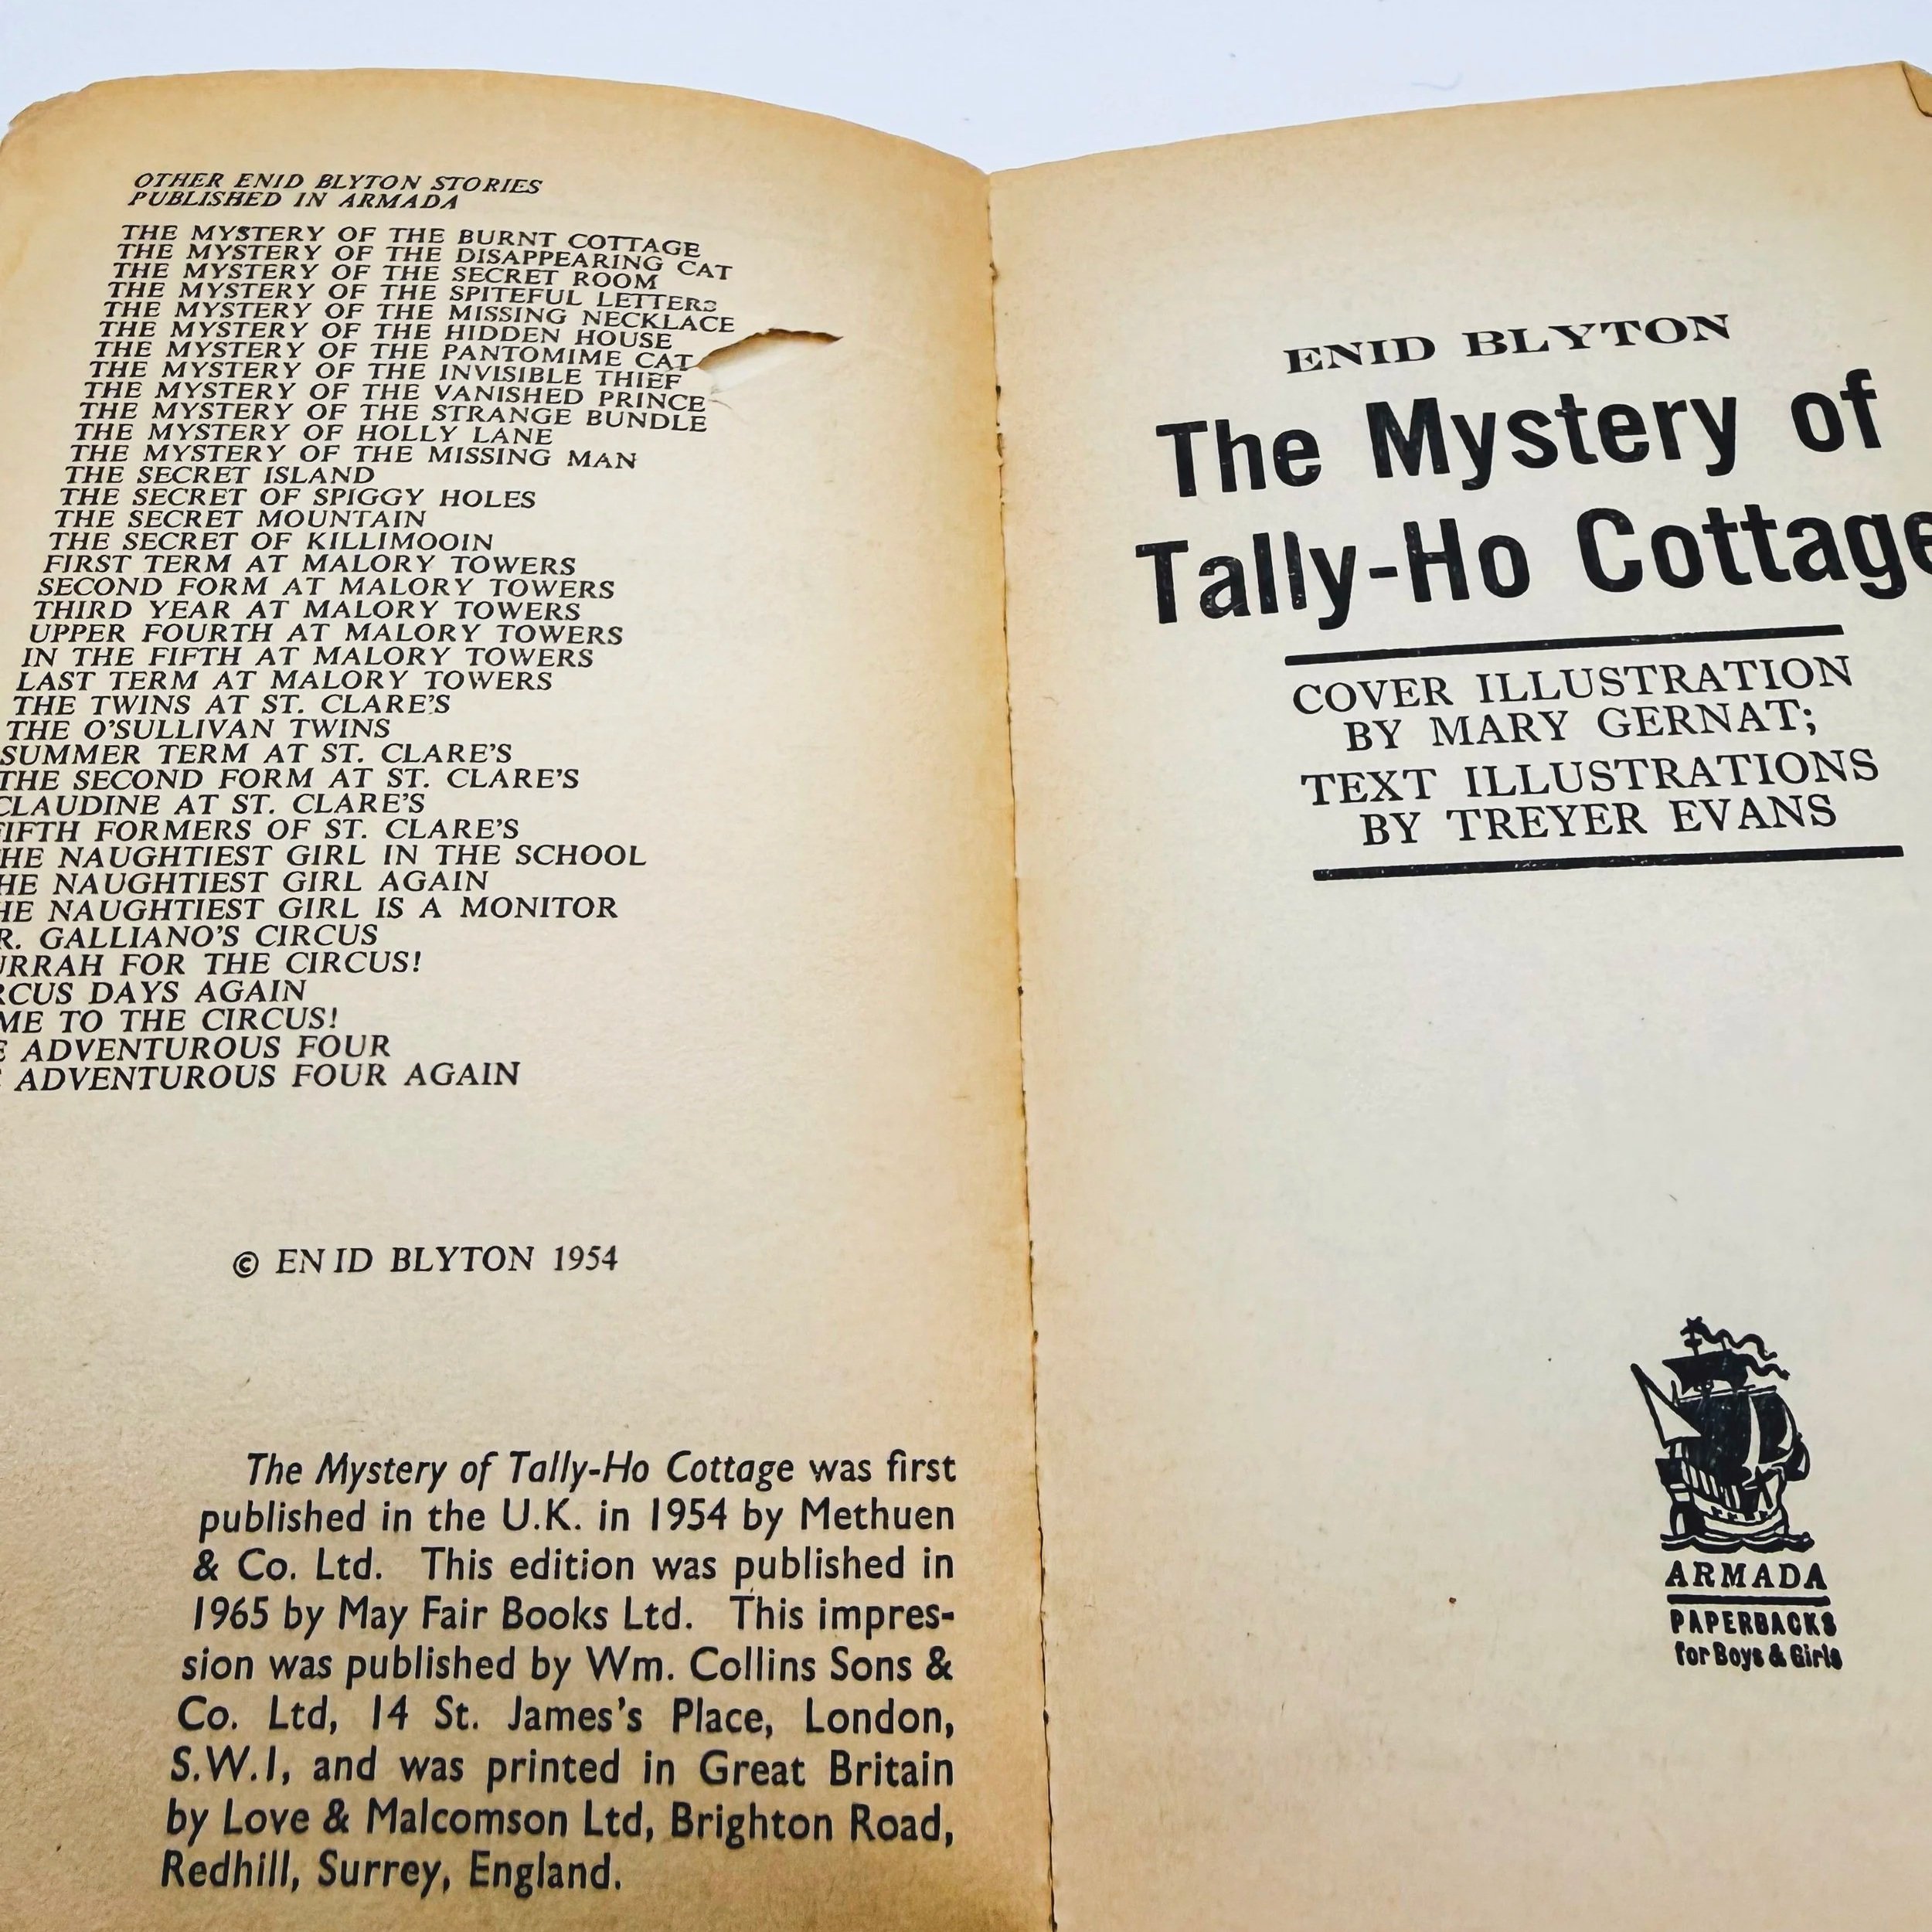 OTHER ENID BLYTON STORIES
PUBLISHED IN ARMADA
THE MYSTERY OF THE BURNT COTTAGE
THE MYSTERY OF THE DISAPPEARING CAT
THE MYSTERY OF THE SECRET ROOM
THE MYSTERY OF THE SPITEFUL LETTERS
THE MYSTERY OF THE MISSING NECKLACE
THE MYSTERY OF THE HIDDEN HOUSE
THE MYSTERY OF THE PANTOMIME CAT
THE MYSTERY OF THE INVISIBLE THIEF
THE MYSTERY OF THE VANISHED PRINCE
THE MYSTERY OF THE STRANGE BUNDLE
THE MYSTERY OF HOLLY LANE
THE MYSTERY OF THE MISSING MAN
THE SECRET ISLAND
THE SECRET OF SPIGGY HOLES
THE SECRET MOUNTAIN
THE SECRET OF KILLIMOOIN
FIRST TERM AT MALORY TOWERS
SECOND FORM AT MALORY TOWERS
THIRD YEAR AT MALORY TOWERS
UPPER FOURTH AT MALORY TOWERS
IN THE FIFTH AT MALORY TOWERS
LAST TERM AT MALORY TOWERS
THE TWINS AT ST. CLARE'S
THE O'SULLIVAN TWINS
SUMMER TERM AT ST. CLARE'S
THE SECOND FORM AT ST. CLARE'S
CLAUDINE AT ST. CLARE'S
FIFTH FORMERS OF ST. CLARE'S
HE NAUGHTIEST GIRL IN THE SCHOOL
HE NAUGHTIEST GIRL AGAIN
HE NAUGHTIEST GIRL IS A MONITOR
R. GALLIANO'S CIRCUS
URRAH FOR THE CIRCUS!
RCUS DAYS AGAIN
ME TO THE CIRCUS!
E ADVENTUROUS FOUR
ADVENTUROUS FOUR AGAIN
© ENID BLYTON 1954
The Mystery of Tally-Ho Cottage was first
published in the U.K. in 1954 by Methuen
& Co. Ltd. This edition was published in
1965 by May Fair Books Ltd. This impres-
sion was published by Wm. Collins Sons &
Co. Ltd, 14 St. James's Place, London,
S.W.1, and was printed in Great Britain
by Love & Malcomson Ltd, Brighton Road,
Redhill, Surrey, England.
ENID BLYTON
The Mystery of
Tally-Ho Cottage
COVER ILLUSTRATION
BY MARY GERNAT;
TEXT ILLUSTRATIONS
BY TREYER EVANS
ARMADA
PAPERBACKS
for Boys & Girls